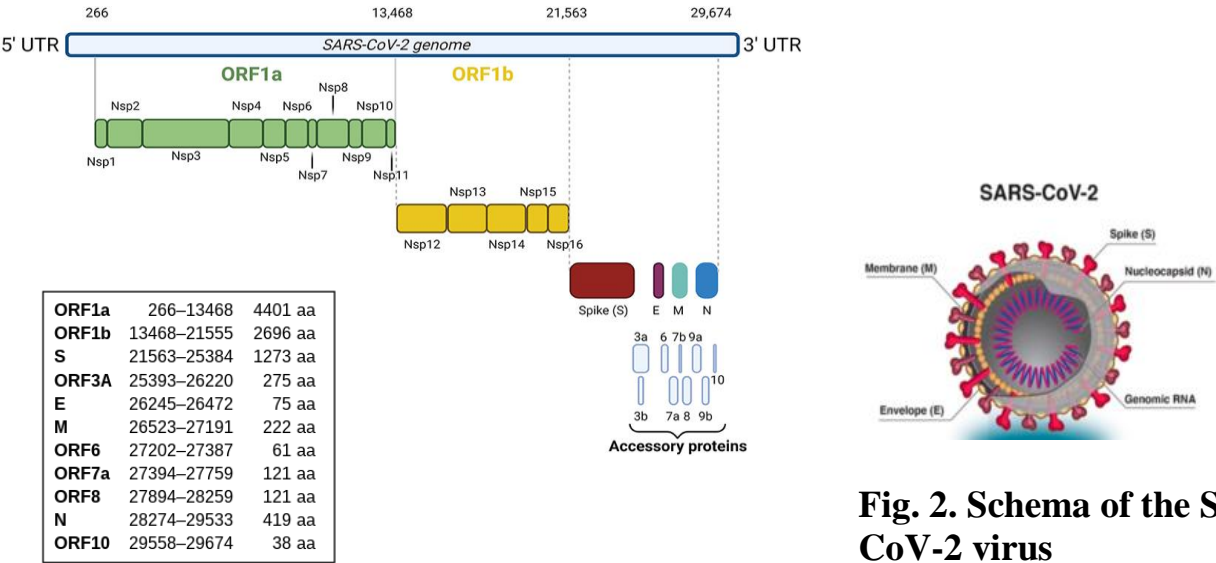 266 13,468 21,563 29,674
5' UTR SARS-CoV-2 genome 3' UTR
ORF1a ORF1b
Nsp8
Nsp2 Nsp4 Nsp6 Nsp10
Nsp1 Nsp3 Nsp5 Nsp9
Nsp7 Nsp11
Nsp13 Nsp15
Nsp12 Nsp14 Nsp16
Spike (S) E M N
3a 6 7b 9a
10
3b 7a 8 9b
Accessory proteins
ORF1a 266–13468 4401 aa
ORF1b 13468–21555 2696 aa
S 21563–25384 1273 aa
ORF3A 25393–26220 275 aa
E 26245–26472 75 aa
M 26523–27191 222 aa
ORF6 27202–27387 61 aa
ORF7a 27394–27759 121 aa
ORF8 27894–28259 121 aa
N 28274–29533 419 aa
ORF10 29558–29674 38 aa
SARS-CoV-2
Spike (S)
Membrane (M)
Nucleocapsid (N)
Genomic RNA
Envelope (E)
Fig. 2. Schema of the S
CoV-2 virus